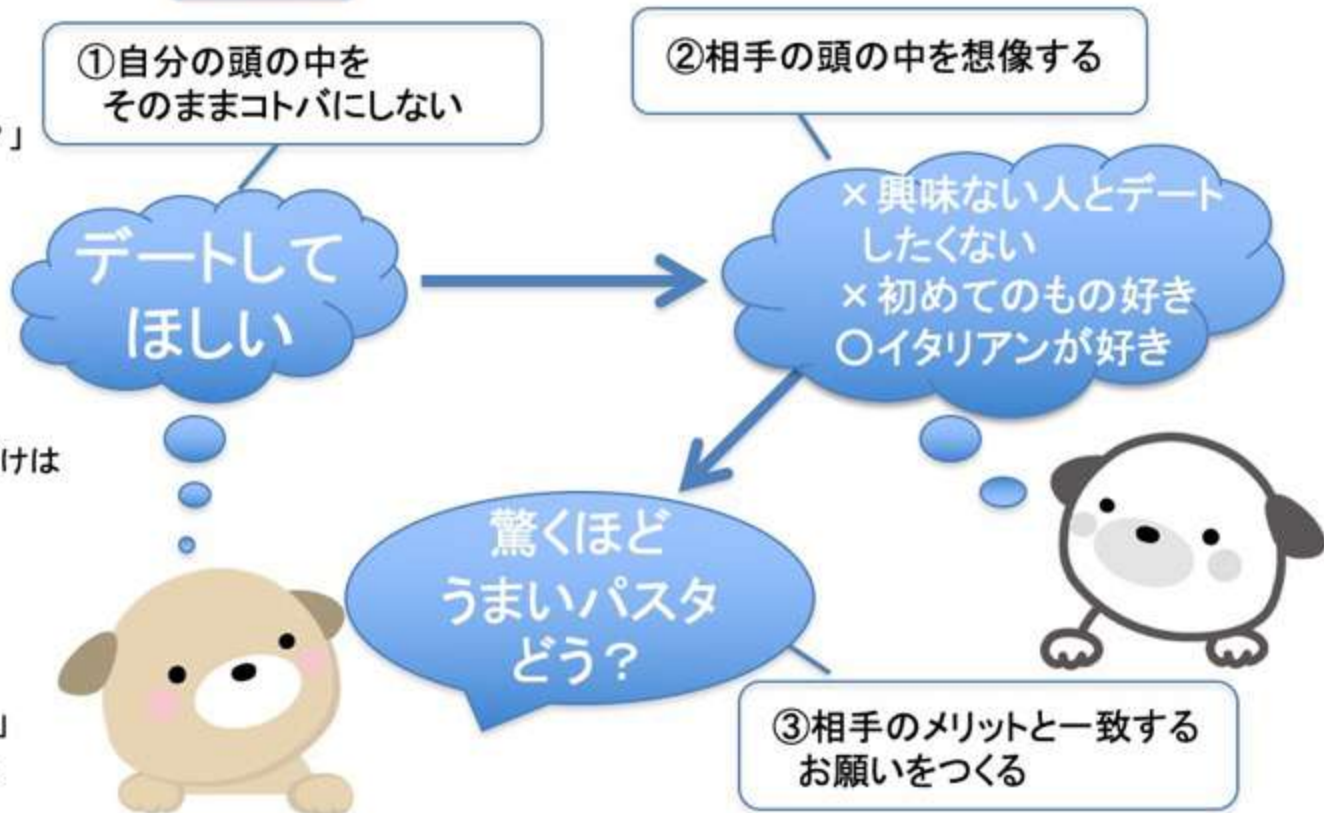 ①自分の頭の中を
そのままコトバにしない
②相手の頭の中を想像する
」
デートして
ほしい
×興味ない人とデート
したくない
×初めてのもの好き
○イタリアンが好き
けは
驚くほど
うまいパスタ
どう？
」
③相手のメリットと一致する
お願いをつくる